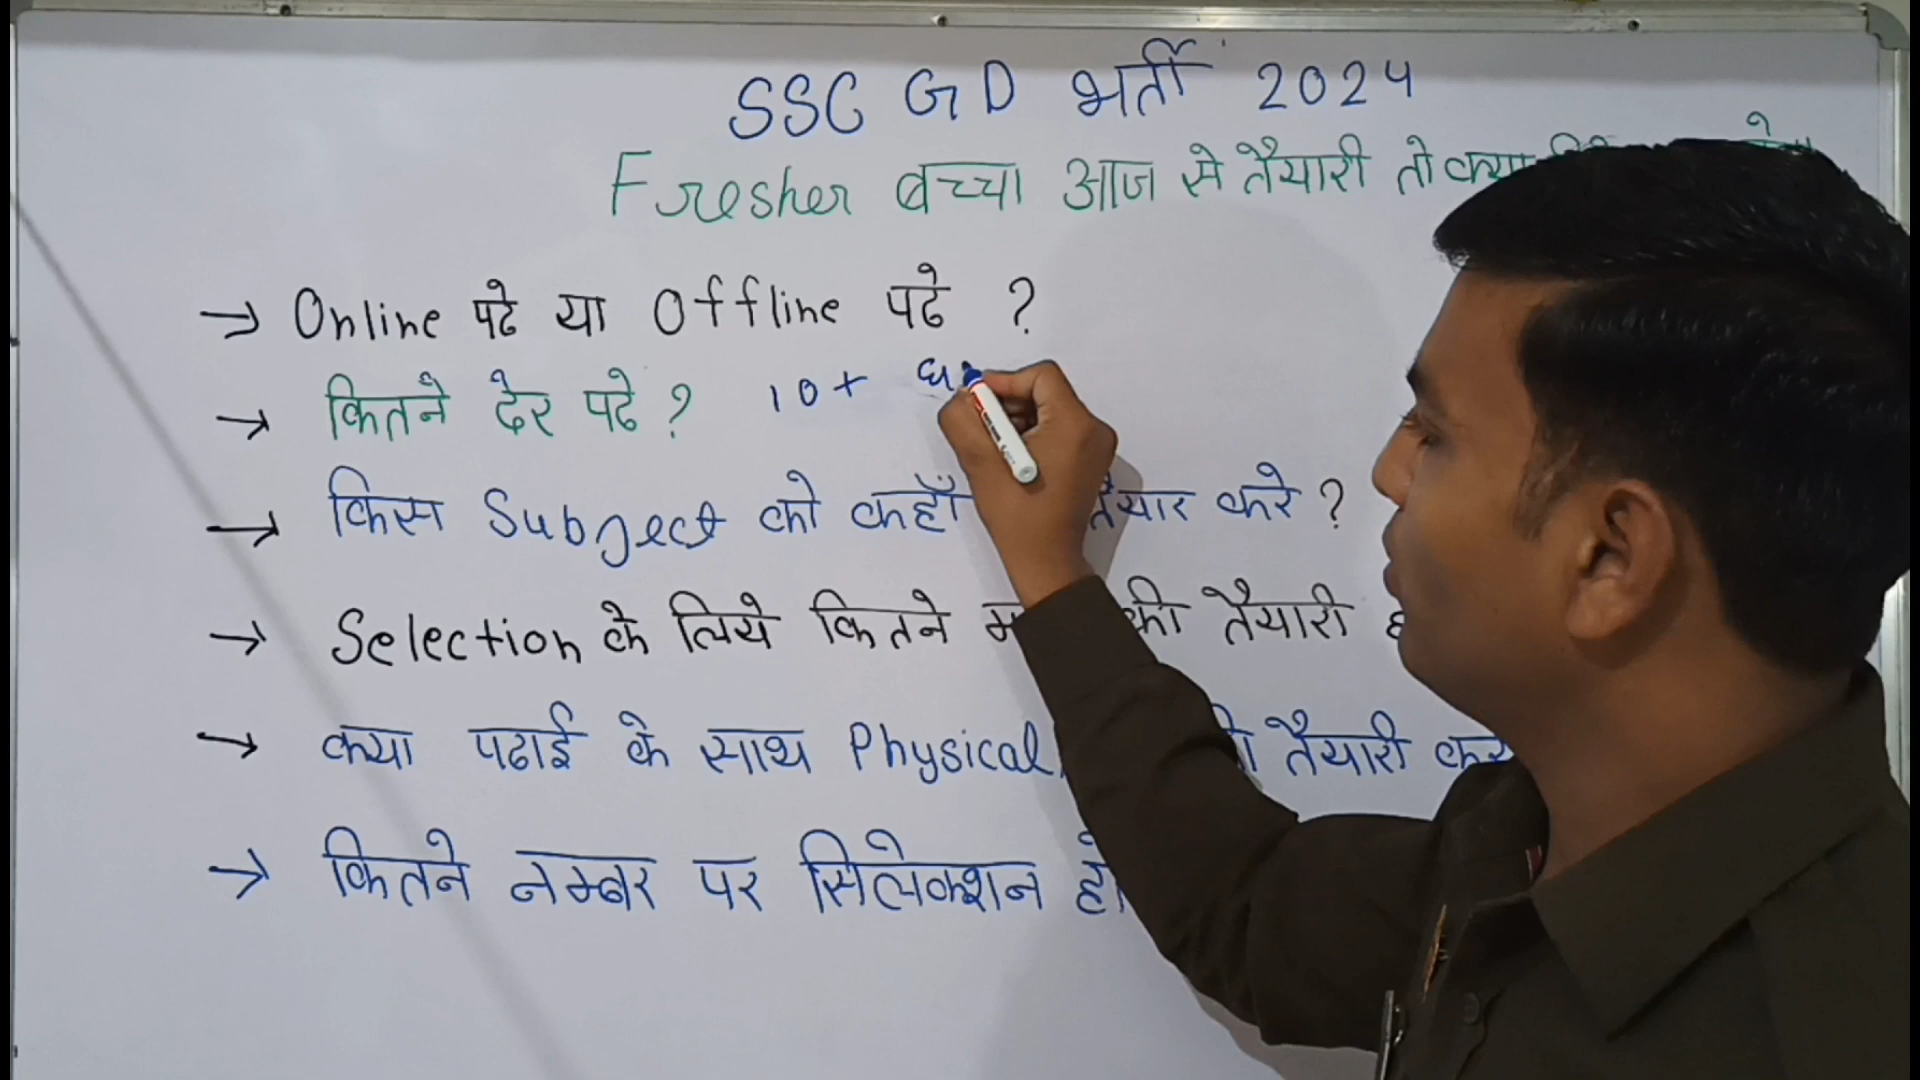 SSC GD भर्ती 2024
Fresher बच्चा आज से तैयारी तो क्या
→ Online पढे या Offline पढे ?
→ कितने देर पढे ? 10+
→ किस Subject को कहाँ तैयार करे ?
→ Selection के लिये कितने की तैयारी
→ क्या पढाई के साथ Physical तैयारी
→ कितने नम्बर पर सिलेक्शन